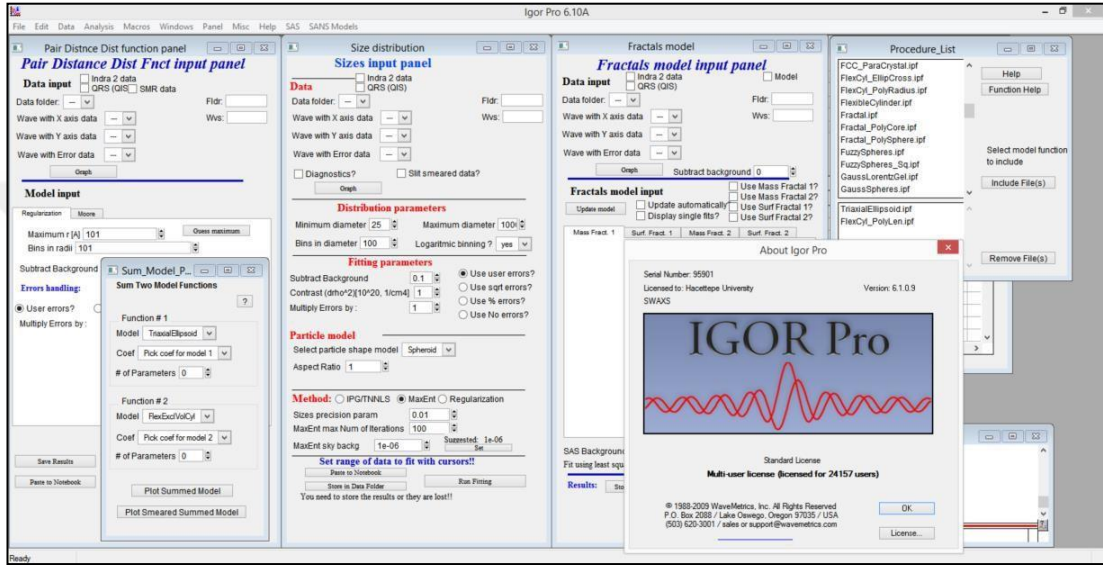 Igor Pro 6.10A
File Edit Data Analysis Macros Windows Panel Misc Help SAS SANS Models
Pair Distnce Dist function panel
Pair Distance Dist Fnct input panel
Data input
Indra 2 data
QRS (QIS)
SMR data
Data folder: ---
Fldr:
Wave with X axis data ---
Wvs:
Wave with Y axis data ---
Wave with Error data ---
Graph
Model input
Regularization Moore
Maximum r [A] 101
Bins in radii 101
Subtract Background
Errors handling:
User errors?
Multiply Errors by :
Save Results
Paste to Notebook
Sum_Model_P...
Sum Two Model Functions
?
Function # 1
Model TriaxialEllipsoid
Coef Pick coef for model 1
# of Parameters 0
Function # 2
Model FlexExclVolCyl
Coef Pick coef for model 2
# of Parameters 0
Plot Summed Model
Plot Smeared Summed Model
Size distribution
Sizes input panel
Data
Indra 2 data
QRS (QIS)
Data folder: ---
Fldr:
Wave with X axis data ---
Wvs:
Wave with Y axis data ---
Wave with Error data ---
Diagnostics? Slit smeared data?
Graph
Distribution parameters
Minimum diameter 25 Maximum diameter
Bins in diameter 100 Logaritmic binning ? yes
Fitting parameters
Subtract Background 0.1
Contrast (drho^2)[10^20, 1/cm4] 1
Multiply Errors by : 1
Use user errors?
Use sqrt errors?
Use % errors?
Use No errors?
Particle model
Select particle shape model Spheroid
Aspect Ratio 1
Method: IPG/TNNLS MaxEnt Regularization
Sizes precision param 0.01
MaxEnt max Num of Iterations 100
MaxEnt sky backg 1e-06
Suggested: 1e-06
Set
Set range of data to fit with cursors!!
Paste to Notebook
Store in Data Folder
Run Fitting
You need to store the results or they are lost!!
Fractals model
Fractals model input panel
Data input
Indra 2 data
QRS (QIS)
Model
Data folder: ---
Fldr:
Wave with X axis data ---
Wvs:
Wave with Y axis data ---
Wave with Error data ---
Graph
Subtract background 0
Fractals model input
Use Mass Fractal 1?
Use Mass Fractal 2?
Use Surf Fractal 1?
Use Surf Fractal 2?
Update model
Update automatically?
Display single fits?
Mass Fract. 1 Surf. Fract. 1 Mass Fract. 2 Surf. Fract. 2
SAS Background
Fit using least squ
Results:
Procedure_List
FCC_ParaCrystal.ipf
FlexCyl_EllipCross.ipf
FlexCyl_PolyRadius.ipf
FlexibleCylinder.ipf
Fractal.ipf
Fractal_PolyCore.ipf
Fractal_PolySphere.ipf
FuzzySpheres.ipf
FuzzySpheres_Sq.ipf
GaussLorentzGel.ipf
GaussSpheres.ipf
TriaxialEllipsoid.ipf
FlexCyl_PolyLen.ipf
Help
Function Help
Select model function
to include
Include File(s)
Remove File(s)
About Igor Pro
Serial Number: 95901
Licensed to: Hacettepe University
SWAXS
Version: 6.1.0.9
IGOR Pro
Standard License
Multi-user license (licensed for 24157 users)
© 1988-2009 WaveMetrics, Inc. All Rights Reserved
P.O. Box 2088 / Lake Oswego, Oregon 97035 / USA
(503) 620-3001 / sales or support@wavemetrics.com
OK
License...
Ready